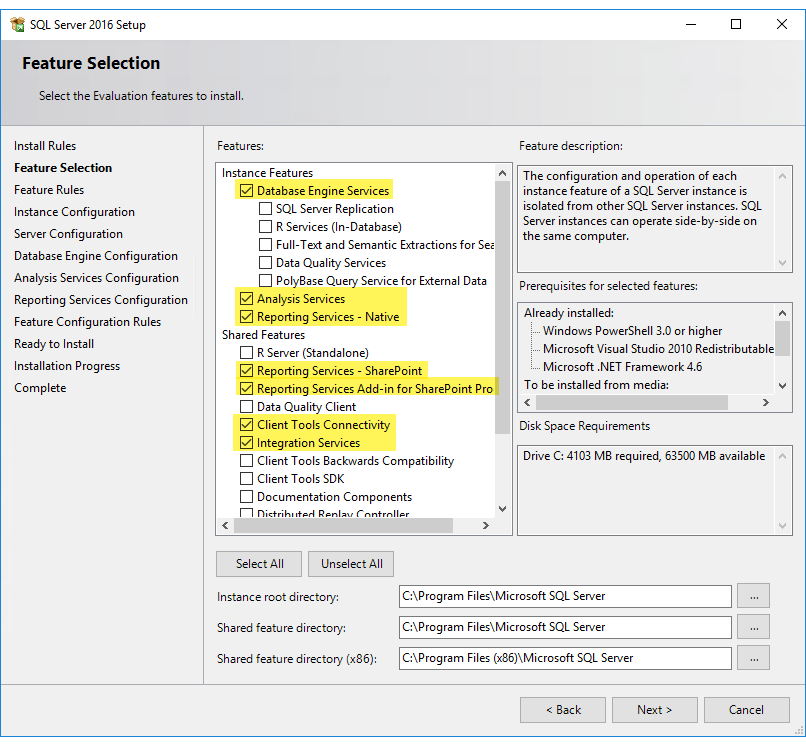 SQL Server 2016 Setup
Feature Selection
Select the Evaluation features to install.
Install Rules
Feature Selection
Feature Rules
Instance Configuration
Server Configuration
Database Engine Configuration
Analysis Services Configuration
Reporting Services Configuration
Feature Configuration Rules
Ready to Install
Installation Progress
Complete
Features:
Instance Features
Database Engine Services
SQL Server Replication
R Services (In-Database)
Full-Text and Semantic Extractions for Sea
Data Quality Services
PolyBase Query Service for External Data
Analysis Services
Reporting Services - Native
Shared Features
R Server (Standalone)
Reporting Services - SharePoint
Reporting Services Add-in for SharePoint Pro
Data Quality Client
Client Tools Connectivity
Integration Services
Client Tools Backwards Compatibility
Client Tools SDK
Documentation Components
Distributed Replay Controller
Feature description:
The configuration and operation of each
instance feature of a SQL Server instance is
isolated from other SQL Server instances. SQL
Server instances can operate side-by-side on
the same computer.
Prerequisites for selected features:
Already installed:
Windows PowerShell 3.0 or higher
Microsoft Visual Studio 2010 Redistributable
Microsoft .NET Framework 4.6
To be installed from media:
Disk Space Requirements
Drive C: 4103 MB required, 63500 MB available
Select All
Unselect All
Instance root directory:
C:\Program Files\Microsoft SQL Server
...
Shared feature directory:
C:\Program Files\Microsoft SQL Server
...
Shared feature directory (x86):
C:\Program Files (x86)\Microsoft SQL Server
...
< Back
Next >
Cancel